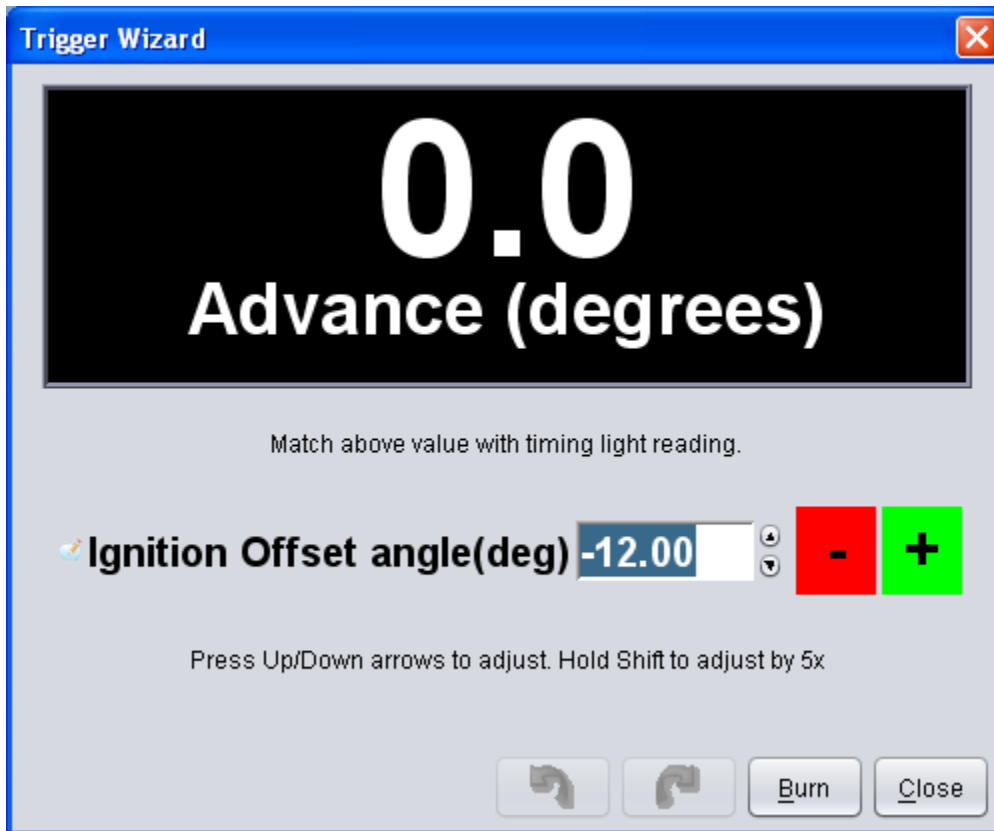 Trigger Wizard
0.0
Advance (degrees)
Match above value with timing light reading.
Ignition Offset angle(deg) -12.00 - +
Press Up/Down arrows to adjust. Hold Shift to adjust by 5x
Burn Close